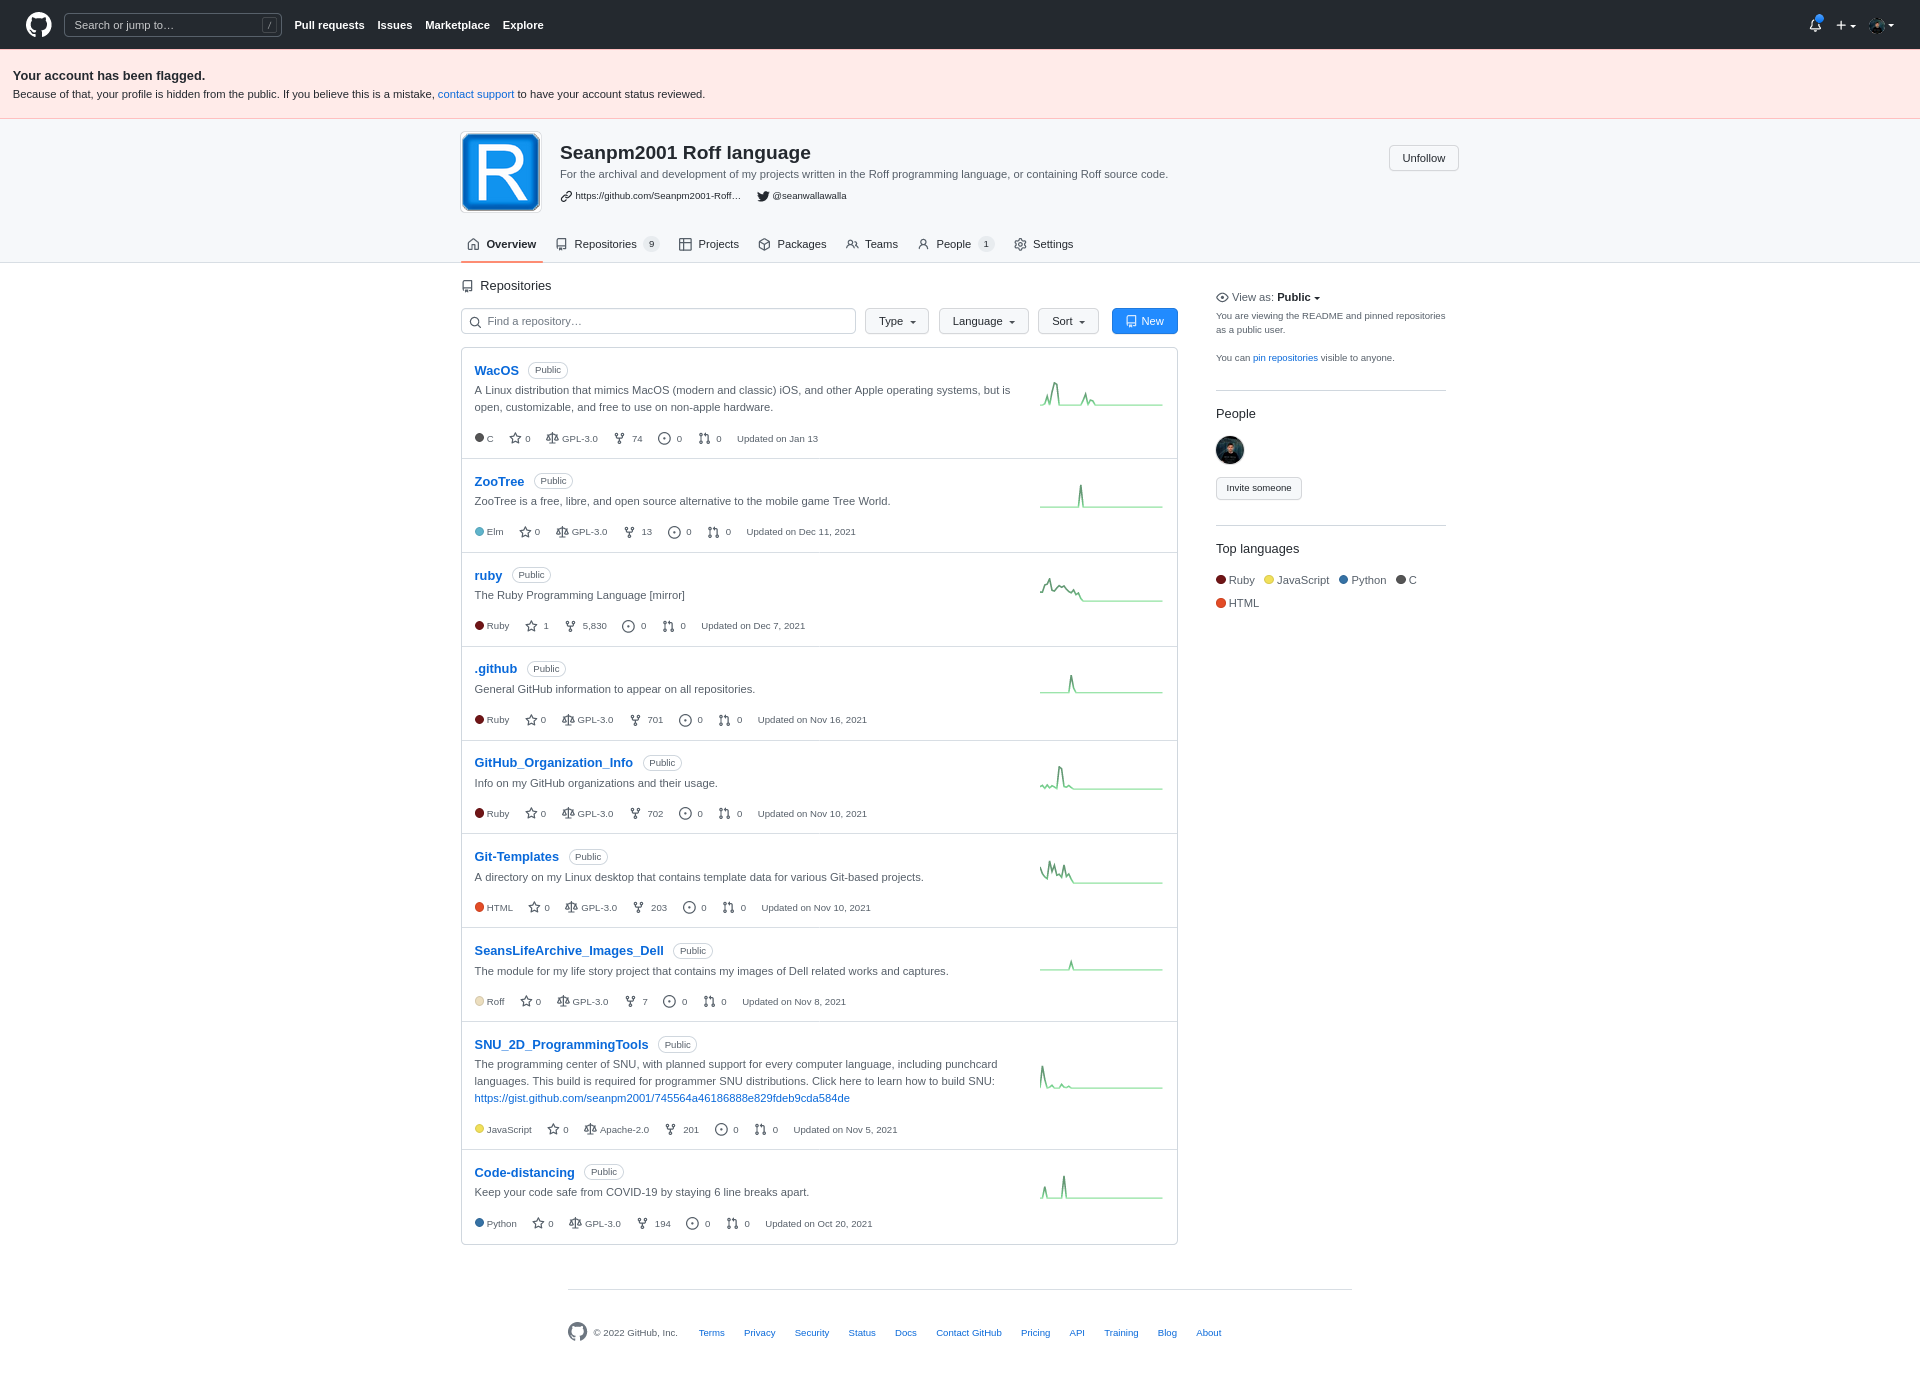 Search or jump to… /
Pull requests Issues Marketplace Explore
Your account has been flagged.
Because of that, your profile is hidden from the public. If you believe this is a mistake, contact support to have your account status reviewed.
R
Seanpm2001 Roff language
For the archival and development of my projects written in the Roff programming language, or containing Roff source code.
https://github.com/Seanpm2001-Roff… @seanwallawalla
Unfollow
Overview Repositories 9 Projects Packages Teams People 1 Settings
Repositories
Find a repository… Type Language Sort New
WacOS Public
A Linux distribution that mimics MacOS (modern and classic) iOS, and other Apple operating systems, but is
open, customizable, and free to use on non-apple hardware.
C 0 GPL-3.0 74 0 0 Updated on Jan 13
ZooTree Public
ZooTree is a free, libre, and open source alternative to the mobile game Tree World.
Elm 0 GPL-3.0 13 0 0 Updated on Dec 11, 2021
ruby Public
The Ruby Programming Language [mirror]
Ruby 1 5,830 0 0 Updated on Dec 7, 2021
.github Public
General GitHub information to appear on all repositories.
Ruby 0 GPL-3.0 701 0 0 Updated on Nov 16, 2021
GitHub_Organization_Info Public
Info on my GitHub organizations and their usage.
Ruby 0 GPL-3.0 702 0 0 Updated on Nov 10, 2021
Git-Templates Public
A directory on my Linux desktop that contains template data for various Git-based projects.
HTML 0 GPL-3.0 203 0 0 Updated on Nov 10, 2021
SeansLifeArchive_Images_Dell Public
The module for my life story project that contains my images of Dell related works and captures.
Roff 0 GPL-3.0 7 0 0 Updated on Nov 8, 2021
SNU_2D_ProgrammingTools Public
The programming center of SNU, with planned support for every computer language, including punchcard
languages. This build is required for programmer SNU distributions. Click here to learn how to build SNU:
https://gist.github.com/seanpm2001/745564a46186888e829fdeb9cda584de
JavaScript 0 Apache-2.0 201 0 0 Updated on Nov 5, 2021
Code-distancing Public
Keep your code safe from COVID-19 by staying 6 line breaks apart.
Python 0 GPL-3.0 194 0 0 Updated on Oct 20, 2021
View as: Public
You are viewing the README and pinned repositories
as a public user.
You can pin repositories visible to anyone.
People
Invite someone
Top languages
Ruby JavaScript Python C
HTML
© 2022 GitHub, Inc. Terms Privacy Security Status Docs Contact GitHub Pricing API Training Blog About